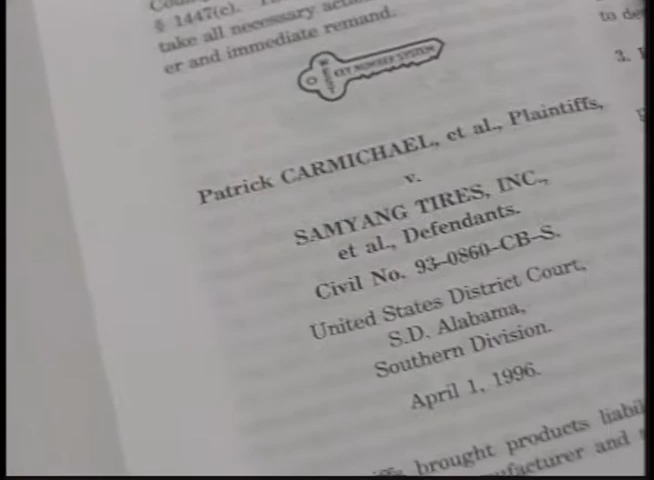 § 1447(c).
take all necessary
er and immediate remand.
KEY NUMBER SYSTEM
to
3.
Patrick CARMICHAEL, et al., Plaintiffs,
v.
SAMYANG TIRES, INC.,
et al., Defendants.
Civil No. 93–0860–CB–S.
United States District Court,
S.D. Alabama,
Southern Division.
April 1, 1996.
brought products
and